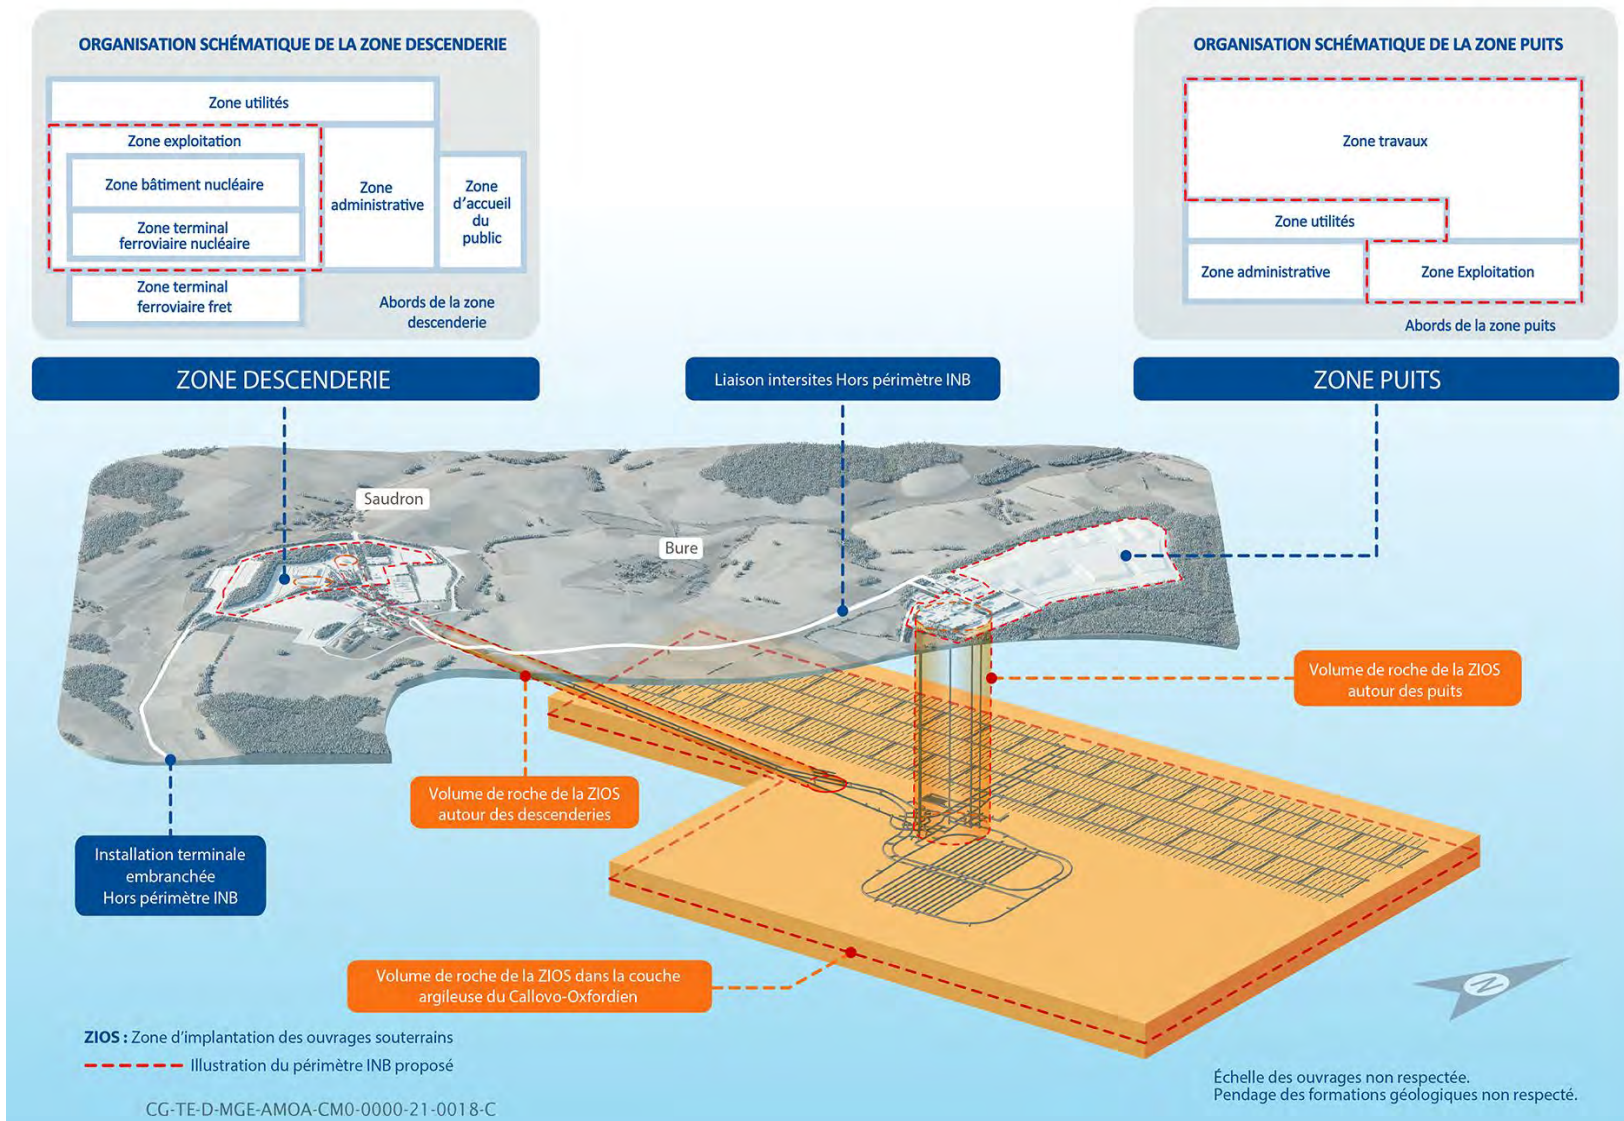 ORGANISATION SCHÉMATIQUE DE LA ZONE DESCENDERIE
Zone utilités
Zone exploitation
Zone bâtiment nucléaire
Zone terminal
ferroviaire nucléaire
Zone
administrative
Zone
d'accueil
du
public
Zone terminal
ferroviaire fret
Abords de la zone
descenderie
ORGANISATION SCHÉMATIQUE DE LA ZONE PUITS
Zone travaux
Zone utilités
Zone administrative
Zone Exploitation
Abords de la zone puits
ZONE DESCENDERIE
Liaison intersites Hors périmètre INB
ZONE PUITS
Saudron
Bure
Volume de roche de la ZIOS
autour des puits
Volume de roche de la ZIOS
autour des descenderies
Installation terminale
embranchée
Hors périmètre INB
Volume de roche de la ZIOS dans la couche
argileuse du Callovo-Oxfordien
N
ZIOS : Zone d'implantation des ouvrages souterrains
Illustration du périmètre INB proposé
Échelle des ouvrages non respectée.
Pendage des formations géologiques non respecté.
CG-TE-D-MGE-AMOA-CM0-0000-21-0018-C